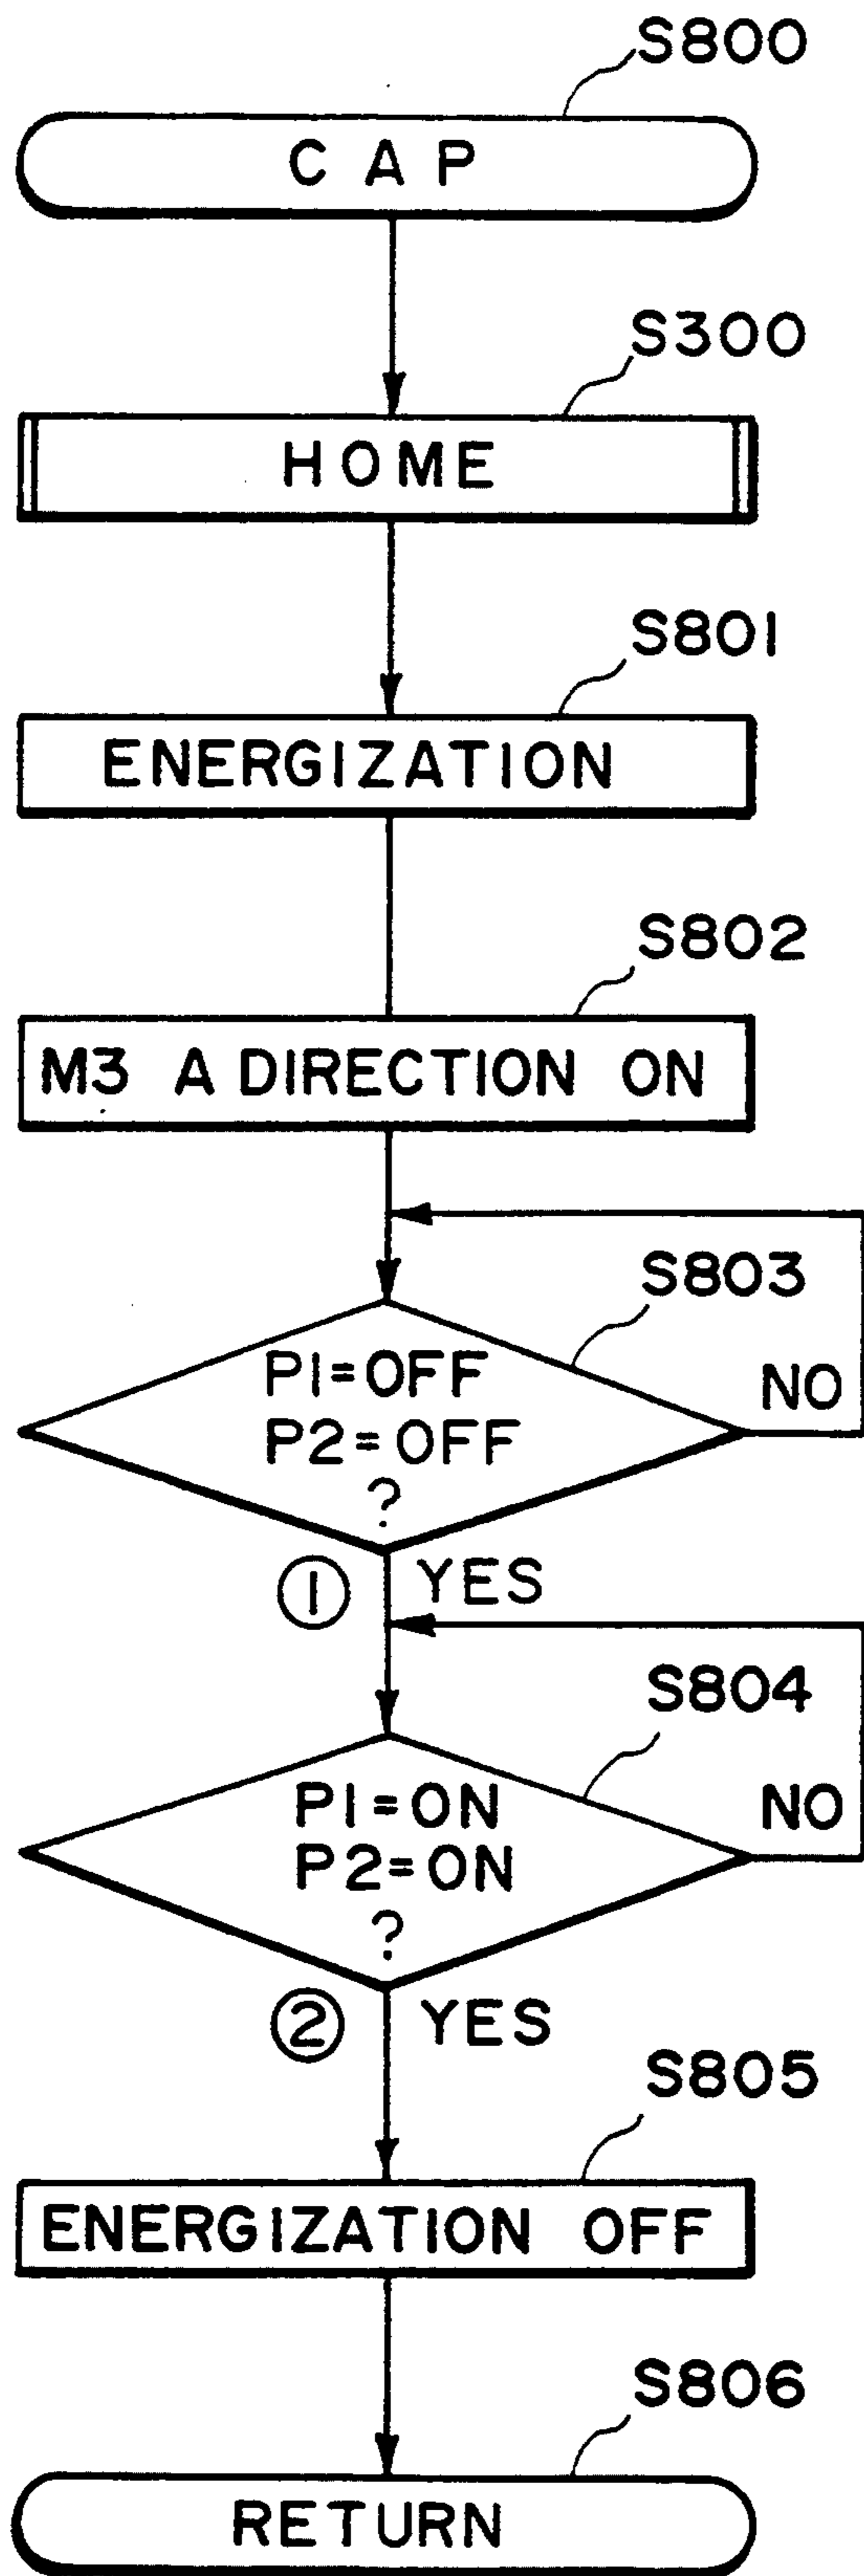 S800
CAP
S300
HOME
S801
ENERGIZATION
S802
M3 A DIRECTION ON
S803
P1=OFF
NO
P2=OFF
?
① YES
S804
P1=ON
NO
P2=ON
?
② YES
S805
ENERGIZATION OFF
S806
RETURN